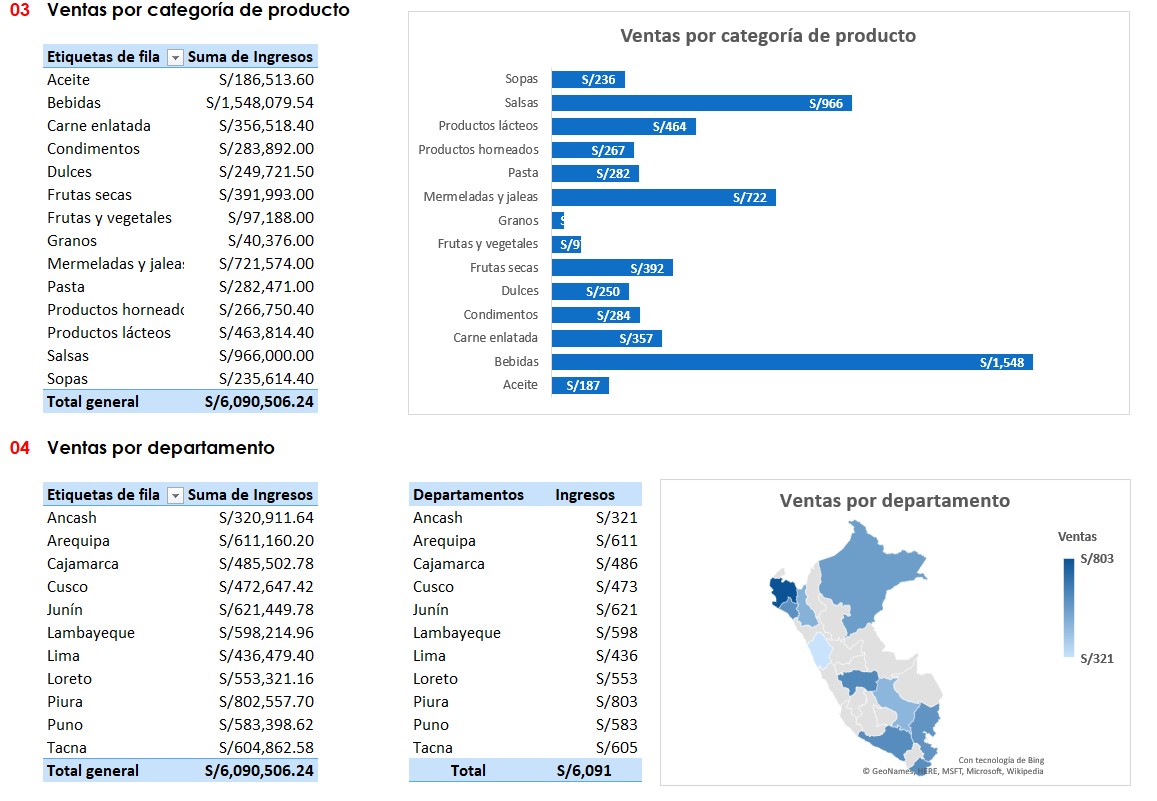 03 Ventas por categoría de producto
Etiquetas de fila Suma de Ingresos
Aceite S/186,513.60
Bebidas S/1,548,079.54
Carne enlatada S/356,518.40
Condimentos S/283,892.00
Dulces S/249,721.50
Frutas secas S/391,993.00
Frutas y vegetales S/97,188.00
Granos S/40,376.00
Mermeladas y jaleas S/721,574.00
Pasta S/282,471.00
Productos hornead S/266,750.40
Productos lácteos S/463,814.40
Salsas S/966,000.00
Sopas S/235,614.40
Total general S/6,090,506.24
Ventas por categoría de producto
Sopas S/236
Salsas S/966
Productos lácteos S/464
Productos horneados S/267
Pasta S/282
Mermeladas y jaleas S/722
Granos
Frutas y vegetales S/9
Frutas secas S/392
Dulces S/250
Condimentos S/284
Carne enlatada S/357
Bebidas S/1,548
Aceite S/187
04 Ventas por departamento
Etiquetas de fila Suma de Ingresos
Ancash S/320,911.64
Arequipa S/611,160.20
Cajamarca S/485,502.78
Cusco S/472,647.42
Junín S/621,449.78
Lambayeque S/598,214.96
Lima S/436,479.40
Loreto S/553,321.16
Piura S/802,557.70
Puno S/583,398.62
Tacna S/604,862.58
Total general S/6,090,506.24
Departamentos Ingresos
Ancash S/321
Arequipa S/611
Cajamarca S/486
Cusco S/473
Junín S/621
Lambayeque S/598
Lima S/436
Loreto S/553
Piura S/803
Puno S/583
Tacna S/605
Total S/6,091
Ventas por departamento
Ventas
S/803
S/321
Con tecnología de Bing
© GeoNames, HERE, MSFT, Microsoft, Wikipedia